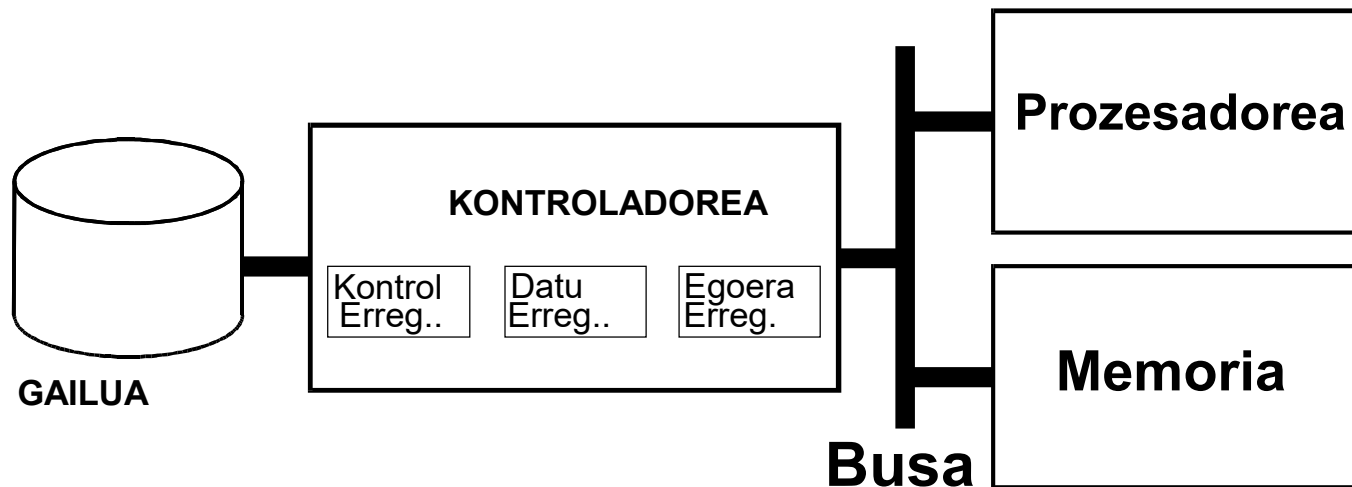 Prozesadorea
KONTROLADOREA
Kontrol
Erreg..
Datu
Erreg..
Egoera
Erreg.
GAILUA
Memoria
Busa